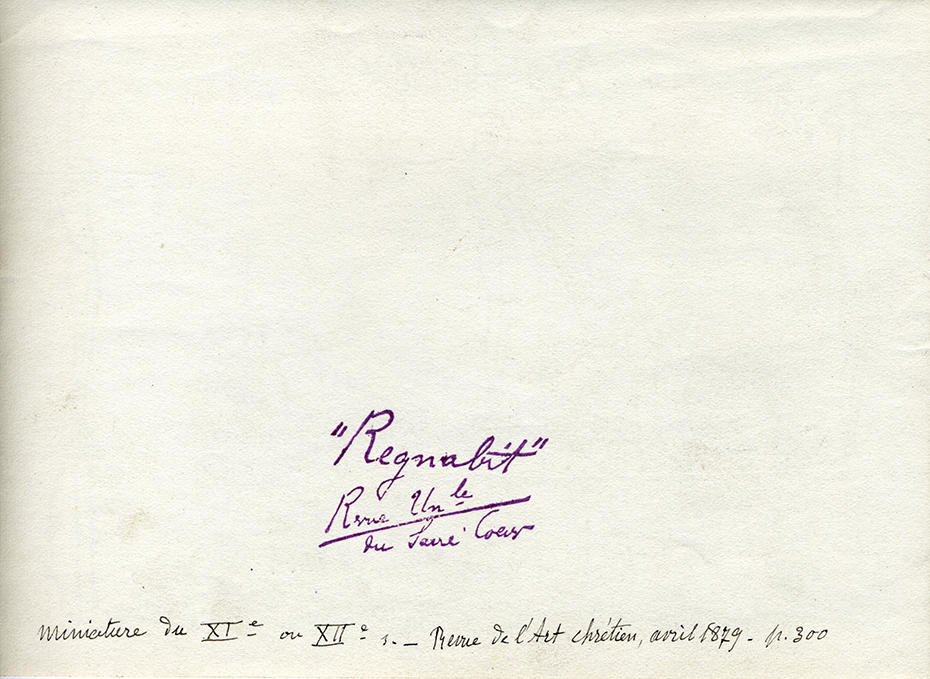 "Regnabit"
Revue Unle
du Sacré Coeur
Miniature du XIe ou XIIe s. – Revue de l'Art chrétien, avril 1879 - p. 300